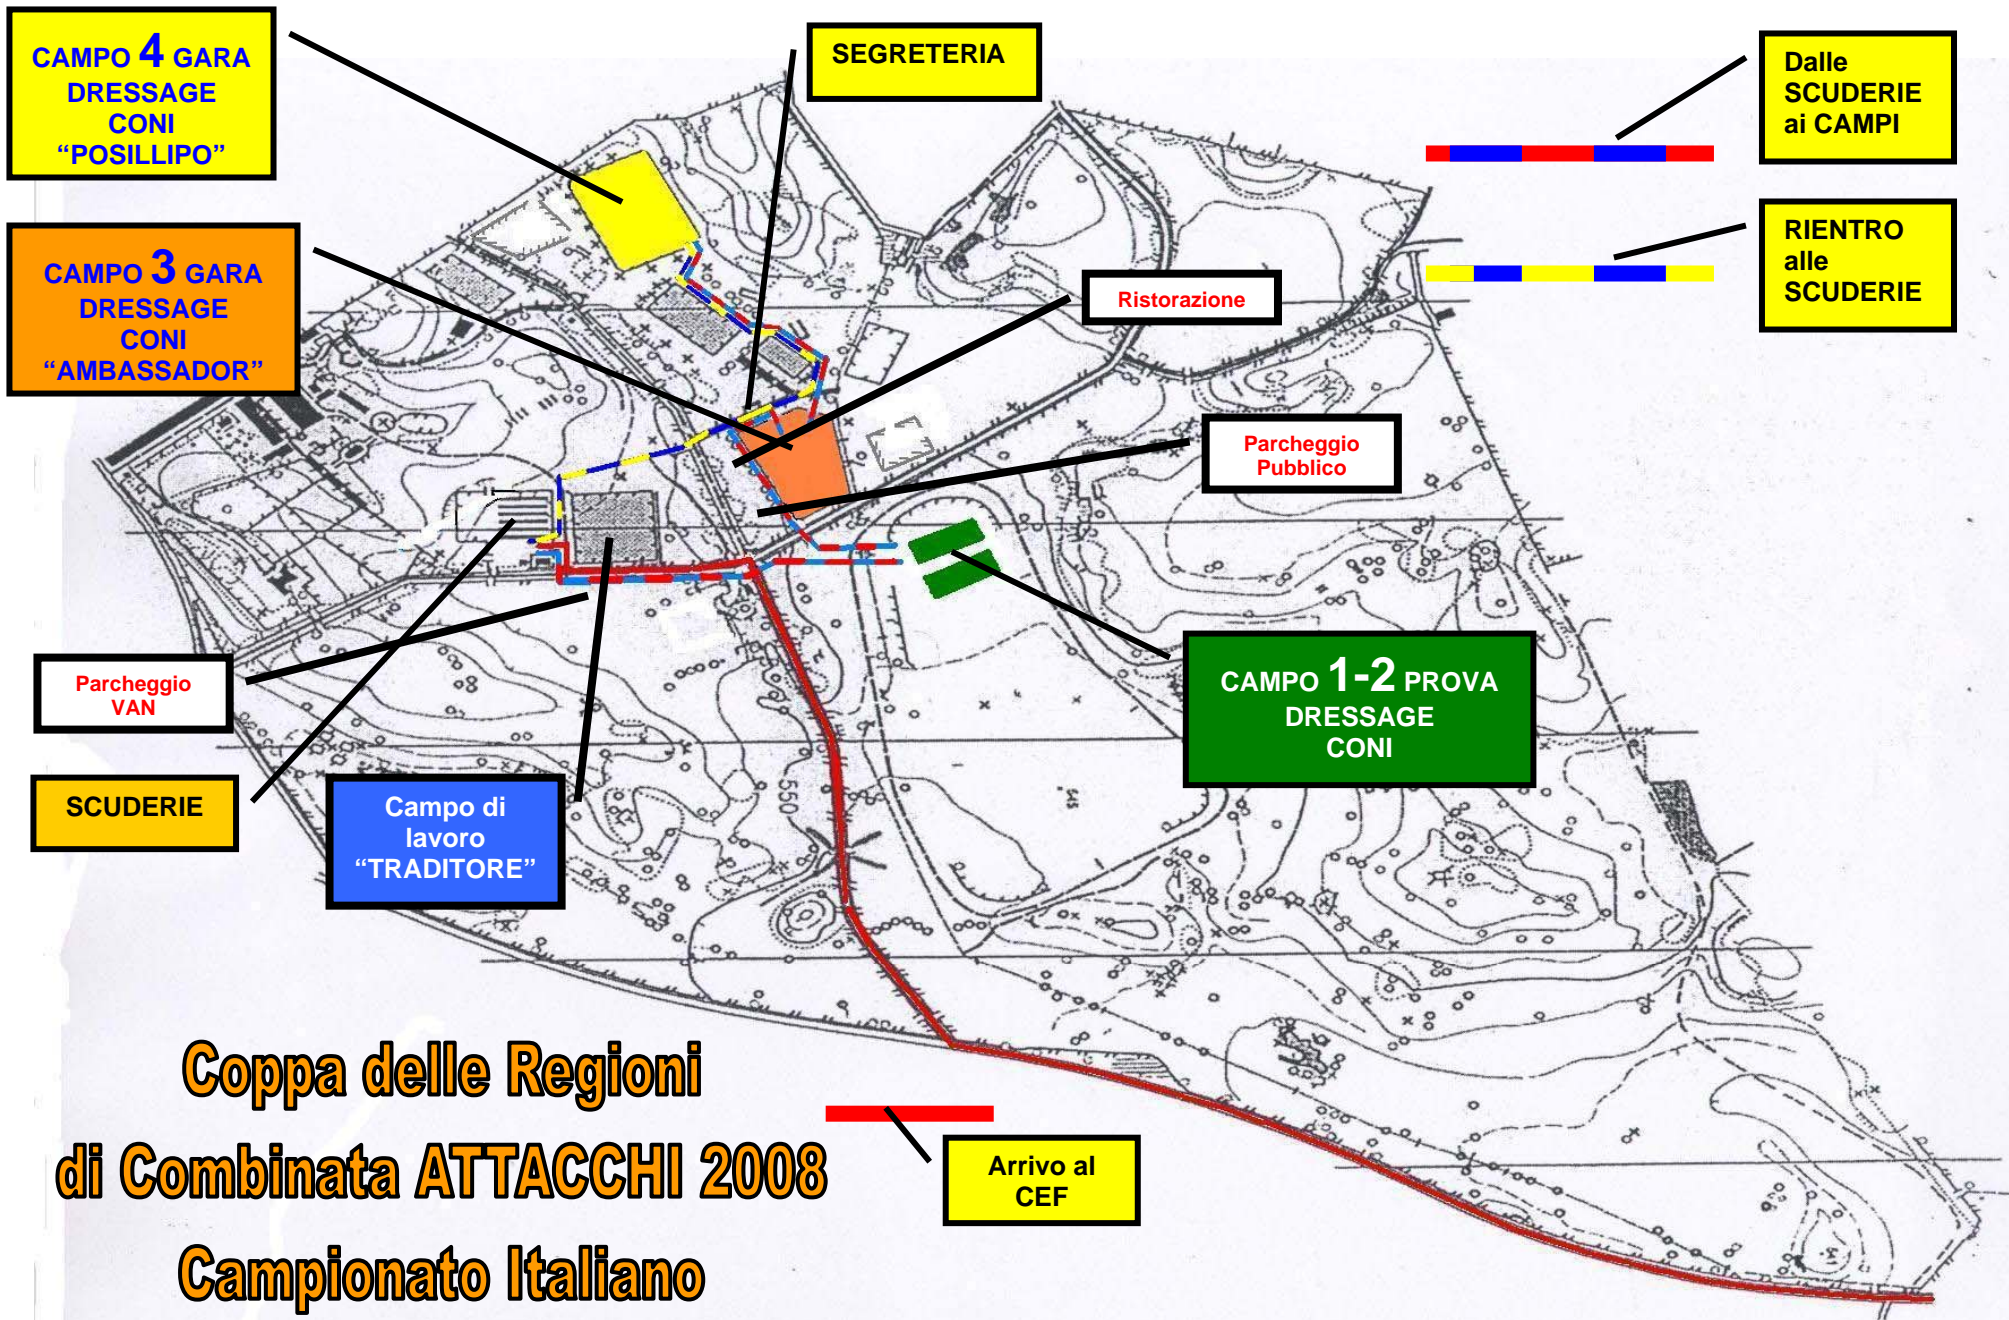 CAMPO 4 GARA
DRESSAGE
CONI
“POSILLIPO”
SEGRETERIA
Dalle
SCUDERIE
ai CAMPI
RIENTRO
alle
SCUDERIE
CAMPO 3 GARA
DRESSAGE
CONI
“AMBASSADOR”
Ristorazione
Parcheggio
Pubblico
Parcheggio
VAN
CAMPO 1-2 PROVA
DRESSAGE
CONI
SCUDERIE
Campo di
lavoro
“TRADITORE”
550
545
Arrivo al
CEF
Coppa delle Regioni
di Combinata ATTACCHI 2008
Campionato Italiano